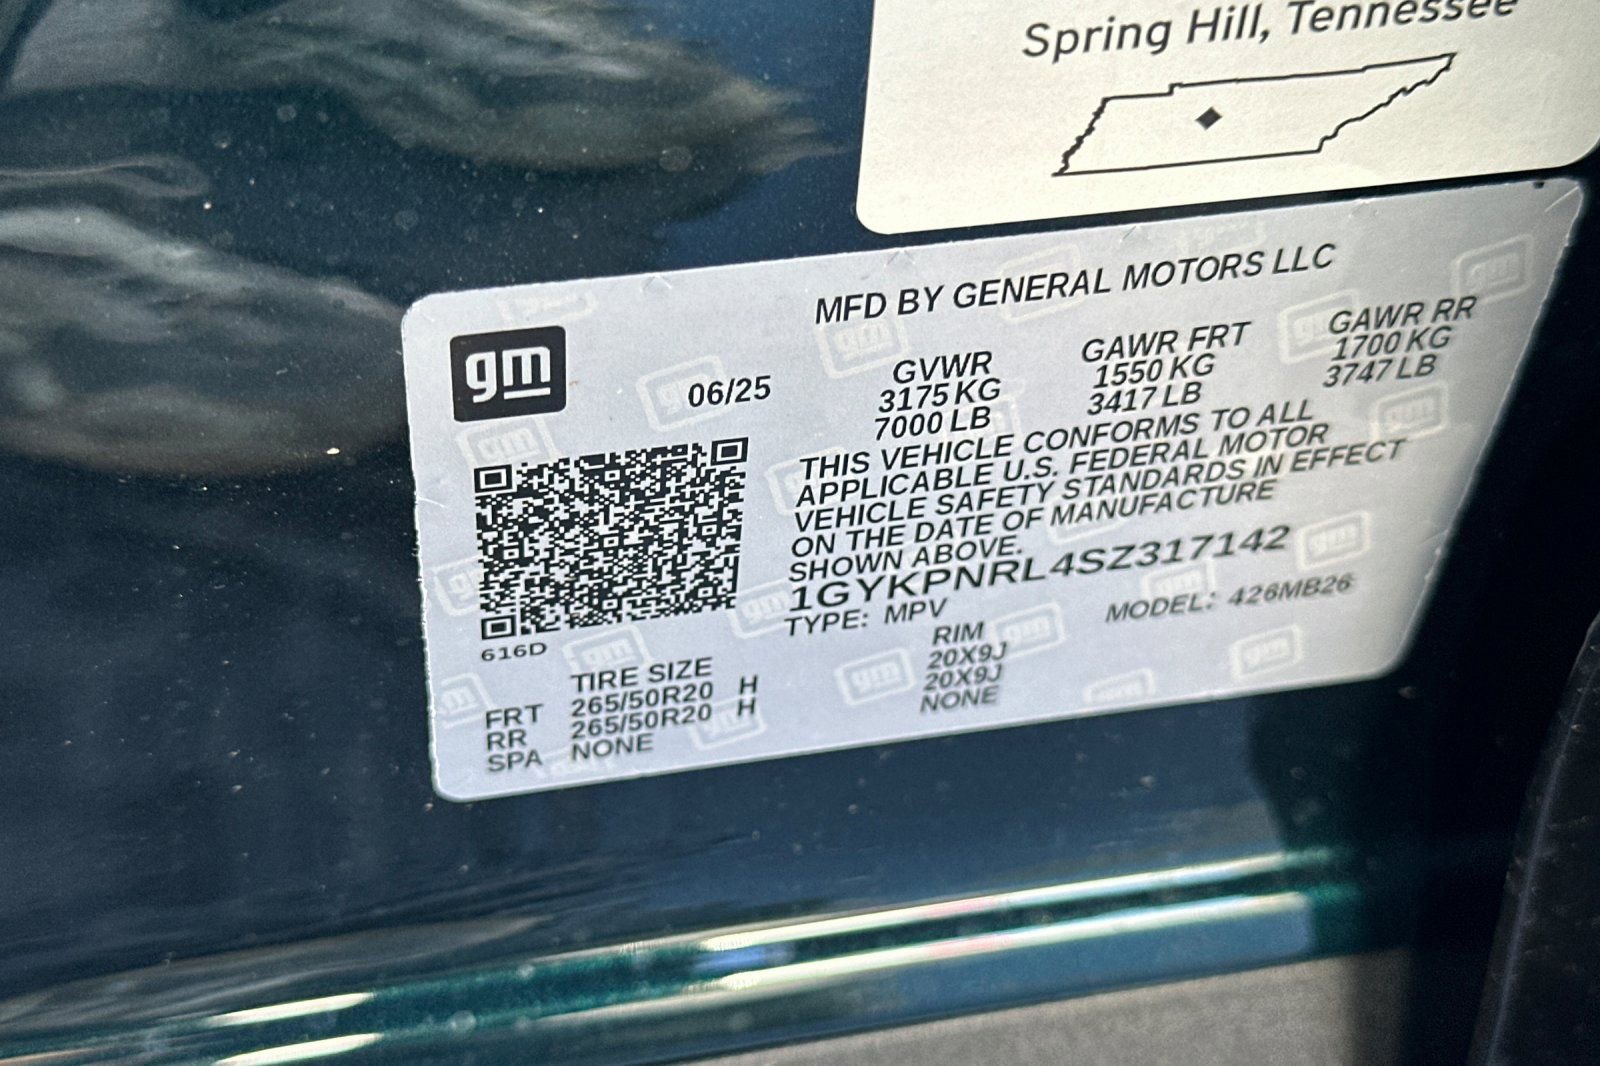 Spring Hill, Tennessee
MFD BY GENERAL MOTORS LLC
gm
06/25
GVWR
3175 KG
7000 LB
GAWR FRT
1550 KG
3417 LB
GAWR RR
1700 KG
3747 LB
THIS VEHICLE CONFORMS TO ALL
APPLICABLE U.S. FEDERAL MOTOR
VEHICLE SAFETY STANDARDS IN EFFECT
ON THE DATE OF MANUFACTURE
SHOWN ABOVE.
1GYKPNRL4SZ317142
TYPE: MPV MODEL: 426MB26
616D
TIRE SIZE RIM
FRT 265/50R20 H 20X9J
RR 265/50R20 H 20X9J
SPA NONE NONE